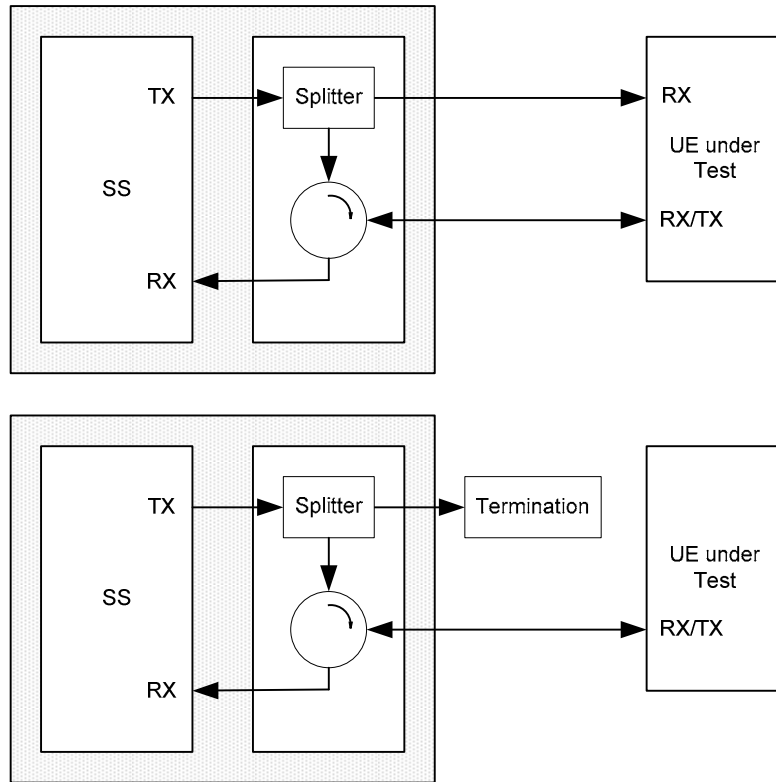 TX
Splitter
RX
SS
UE under
Test
RX/TX
RX
TX
Splitter
Termination
SS
UE under
Test
RX/TX
RX